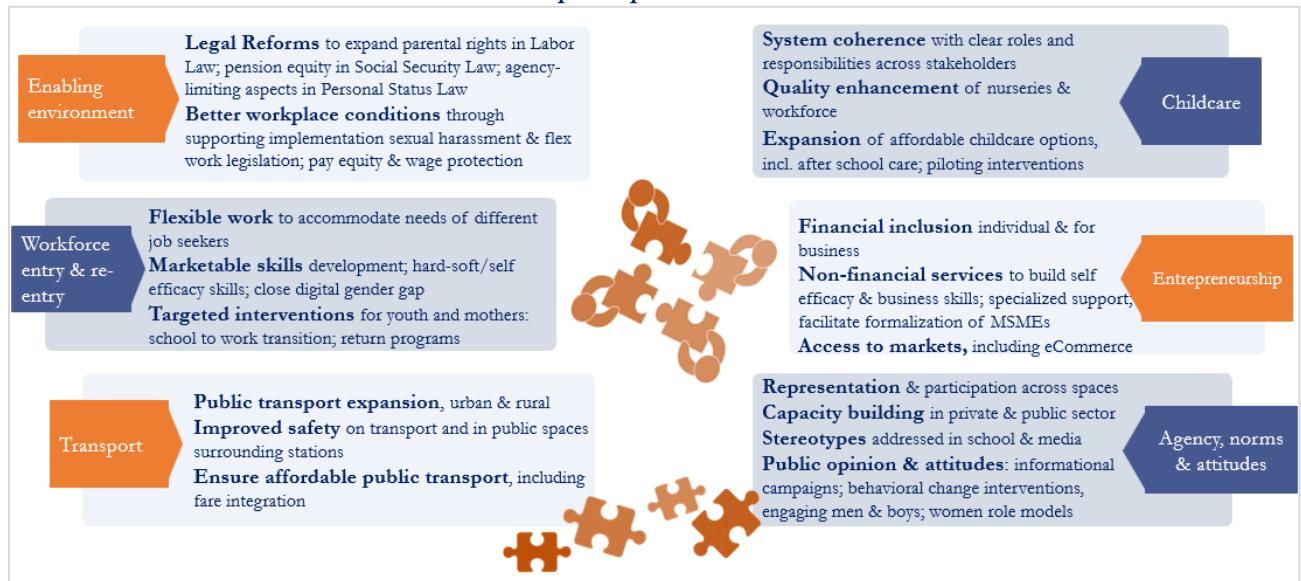 Enabling
environment
Legal Reforms to expand parental rights in Labor
Law; pension equity in Social Security Law; agency-
limiting aspects in Personal Status Law
Better workplace conditions through
supporting implementation sexual harassment & flex
work legislation; pay equity & wage protection
System coherence with clear roles and
responsibilities across stakeholders
Quality enhancement of nurseries &
workforce
Expansion of affordable childcare options,
incl. after school care; piloting interventions
Childcare
Workforce
entry & re-
entry
Flexible work to accommodate needs of different
job seekers
Marketable skills development; hard-soft/self
efficacy skills; close digital gender gap
Targeted interventions for youth and mothers:
school to work transition; return programs
Financial inclusion individual & for
business
Non-financial services to build self
efficacy & business skills; specialized support;
facilitate formalization of MSMEs
Access to markets, including eCommerce
Entrepreneurship
Transport
Public transport expansion, urban & rural
Improved safety on transport and in public spaces
surrounding stations
Ensure affordable public transport, including
fare integration
Representation & participation across spaces
Capacity building in private & public sector
Stereotypes addressed in school & media
Public opinion & attitudes: informational
campaigns; behavioral change interventions,
engaging men & boys; women role models
Agency, norms
& attitudes